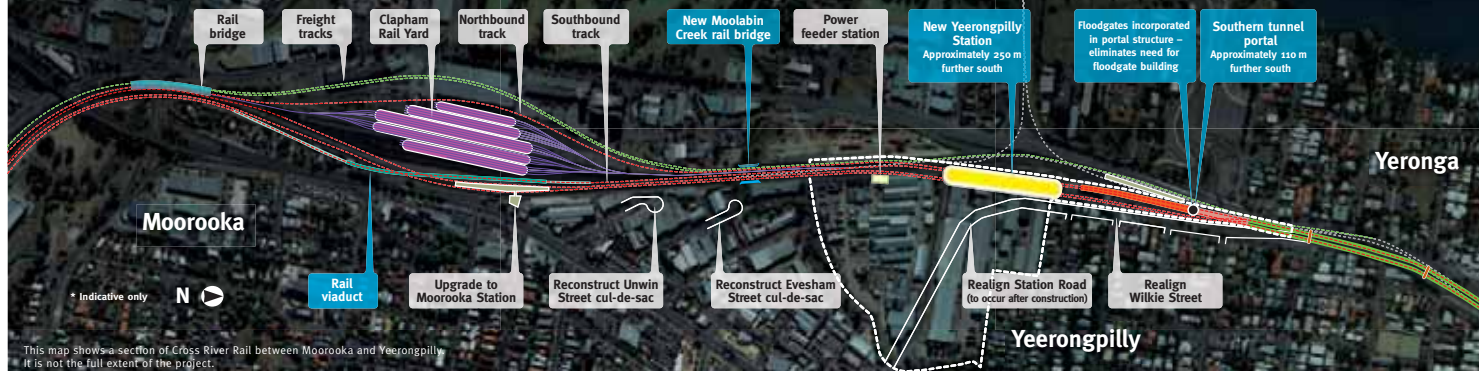 Rail
bridge
Freight
tracks
Clapham
Rail Yard
Northbound
track
Southbound
track
New Moolabin
Creek rail bridge
Power
feeder station
New Yeerongpilly
Station
Approximately 250 m
further south
Floodgates incorporated
in portal structure –
eliminates need for
floodgate building
Southern tunnel
portal
Approximately 110 m
further south
Yeronga
Moorooka
Rail
viaduct
Upgrade to
Moorooka Station
Reconstruct Unwin
Street cul-de-sac
Reconstruct Evesham
Street cul-de-sac
Realign Station Road
(to occur after construction)
Realign
Wilkie Street
* Indicative only
N
Yeerongpilly
This map shows a section of Cross River Rail between Moorooka and Yeerongpilly.
It is not the full extent of the project.